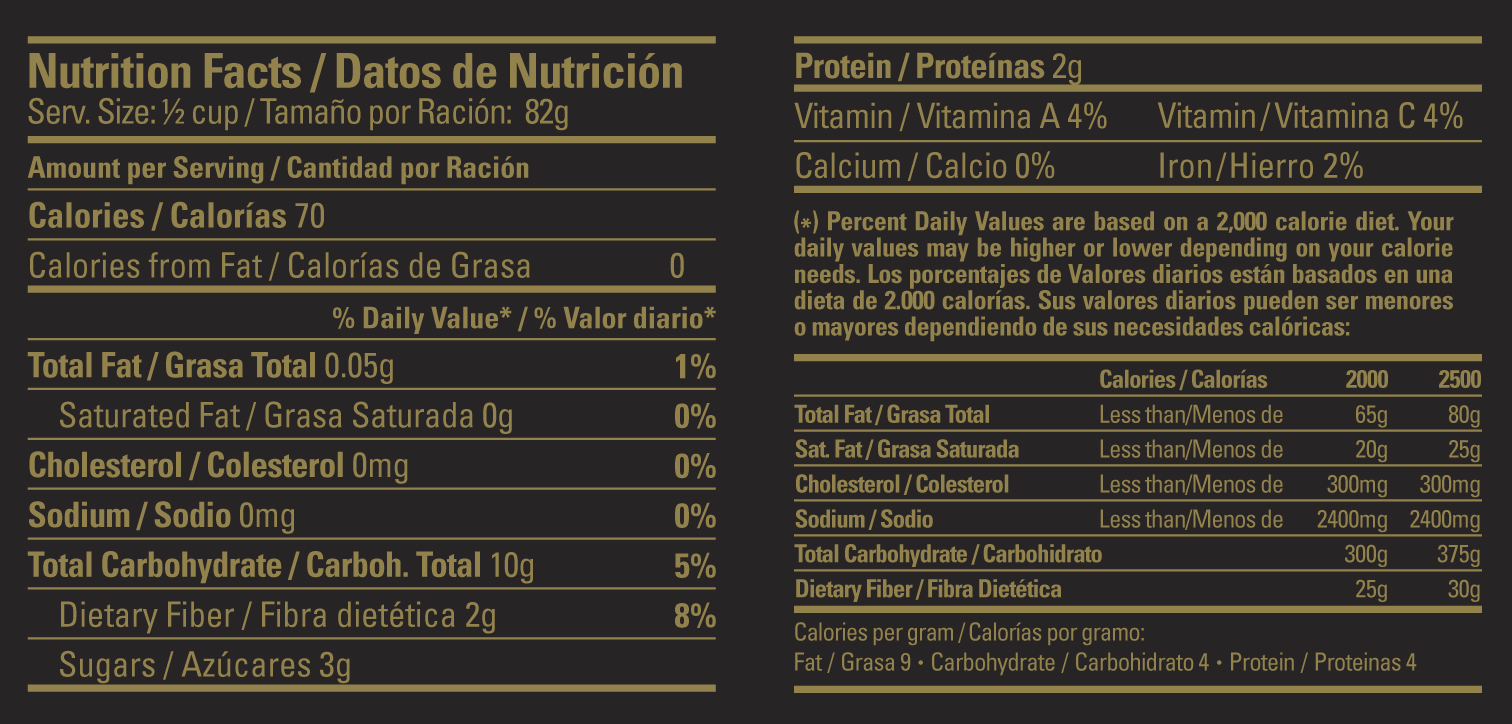 Nutrition Facts / Datos de Nutrición
Serv. Size: ½ cup / Tamaño por Ración: 82g
Amount per Serving / Cantidad por Ración
Calories / Calorías 70
Calories from Fat / Calorías de Grasa 0
% Daily Value* / % Valor diario*
Total Fat / Grasa Total 0.05g 1%
Saturated Fat / Grasa Saturada 0g 0%
Cholesterol / Colesterol 0mg 0%
Sodium / Sodio 0mg 0%
Total Carbohydrate / Carboh. Total 10g 5%
Dietary Fiber / Fibra dietética 2g 8%
Sugars / Azúcares 3g
Protein / Proteínas 2g
Vitamin / Vitamina A 4% Vitamin / Vitamina C 4%
Calcium / Calcio 0% Iron / Hierro 2%
(*) Percent Daily Values are based on a 2,000 calorie diet. Your
daily values may be higher or lower depending on your calorie
needs. Los porcentajes de Valores diarios están basados en una
dieta de 2.000 calorías. Sus valores diarios pueden ser menores
o mayores dependiendo de sus necesidades calóricas:
Calories / Calorías 2000 2500
Total Fat / Grasa Total Less than/Menos de 65g 80g
Sat. Fat / Grasa Saturada Less than/Menos de 20g 25g
Cholesterol / Colesterol Less than/Menos de 300mg 300mg
Sodium / Sodio Less than/Menos de 2400mg 2400mg
Total Carbohydrate / Carbohidrato 300g 375g
Dietary Fiber / Fibra Dietética 25g 30g
Calories per gram / Calorías por gramo:
Fat / Grasa 9 • Carbohydrate / Carbohidrato 4 • Protein / Proteinas 4